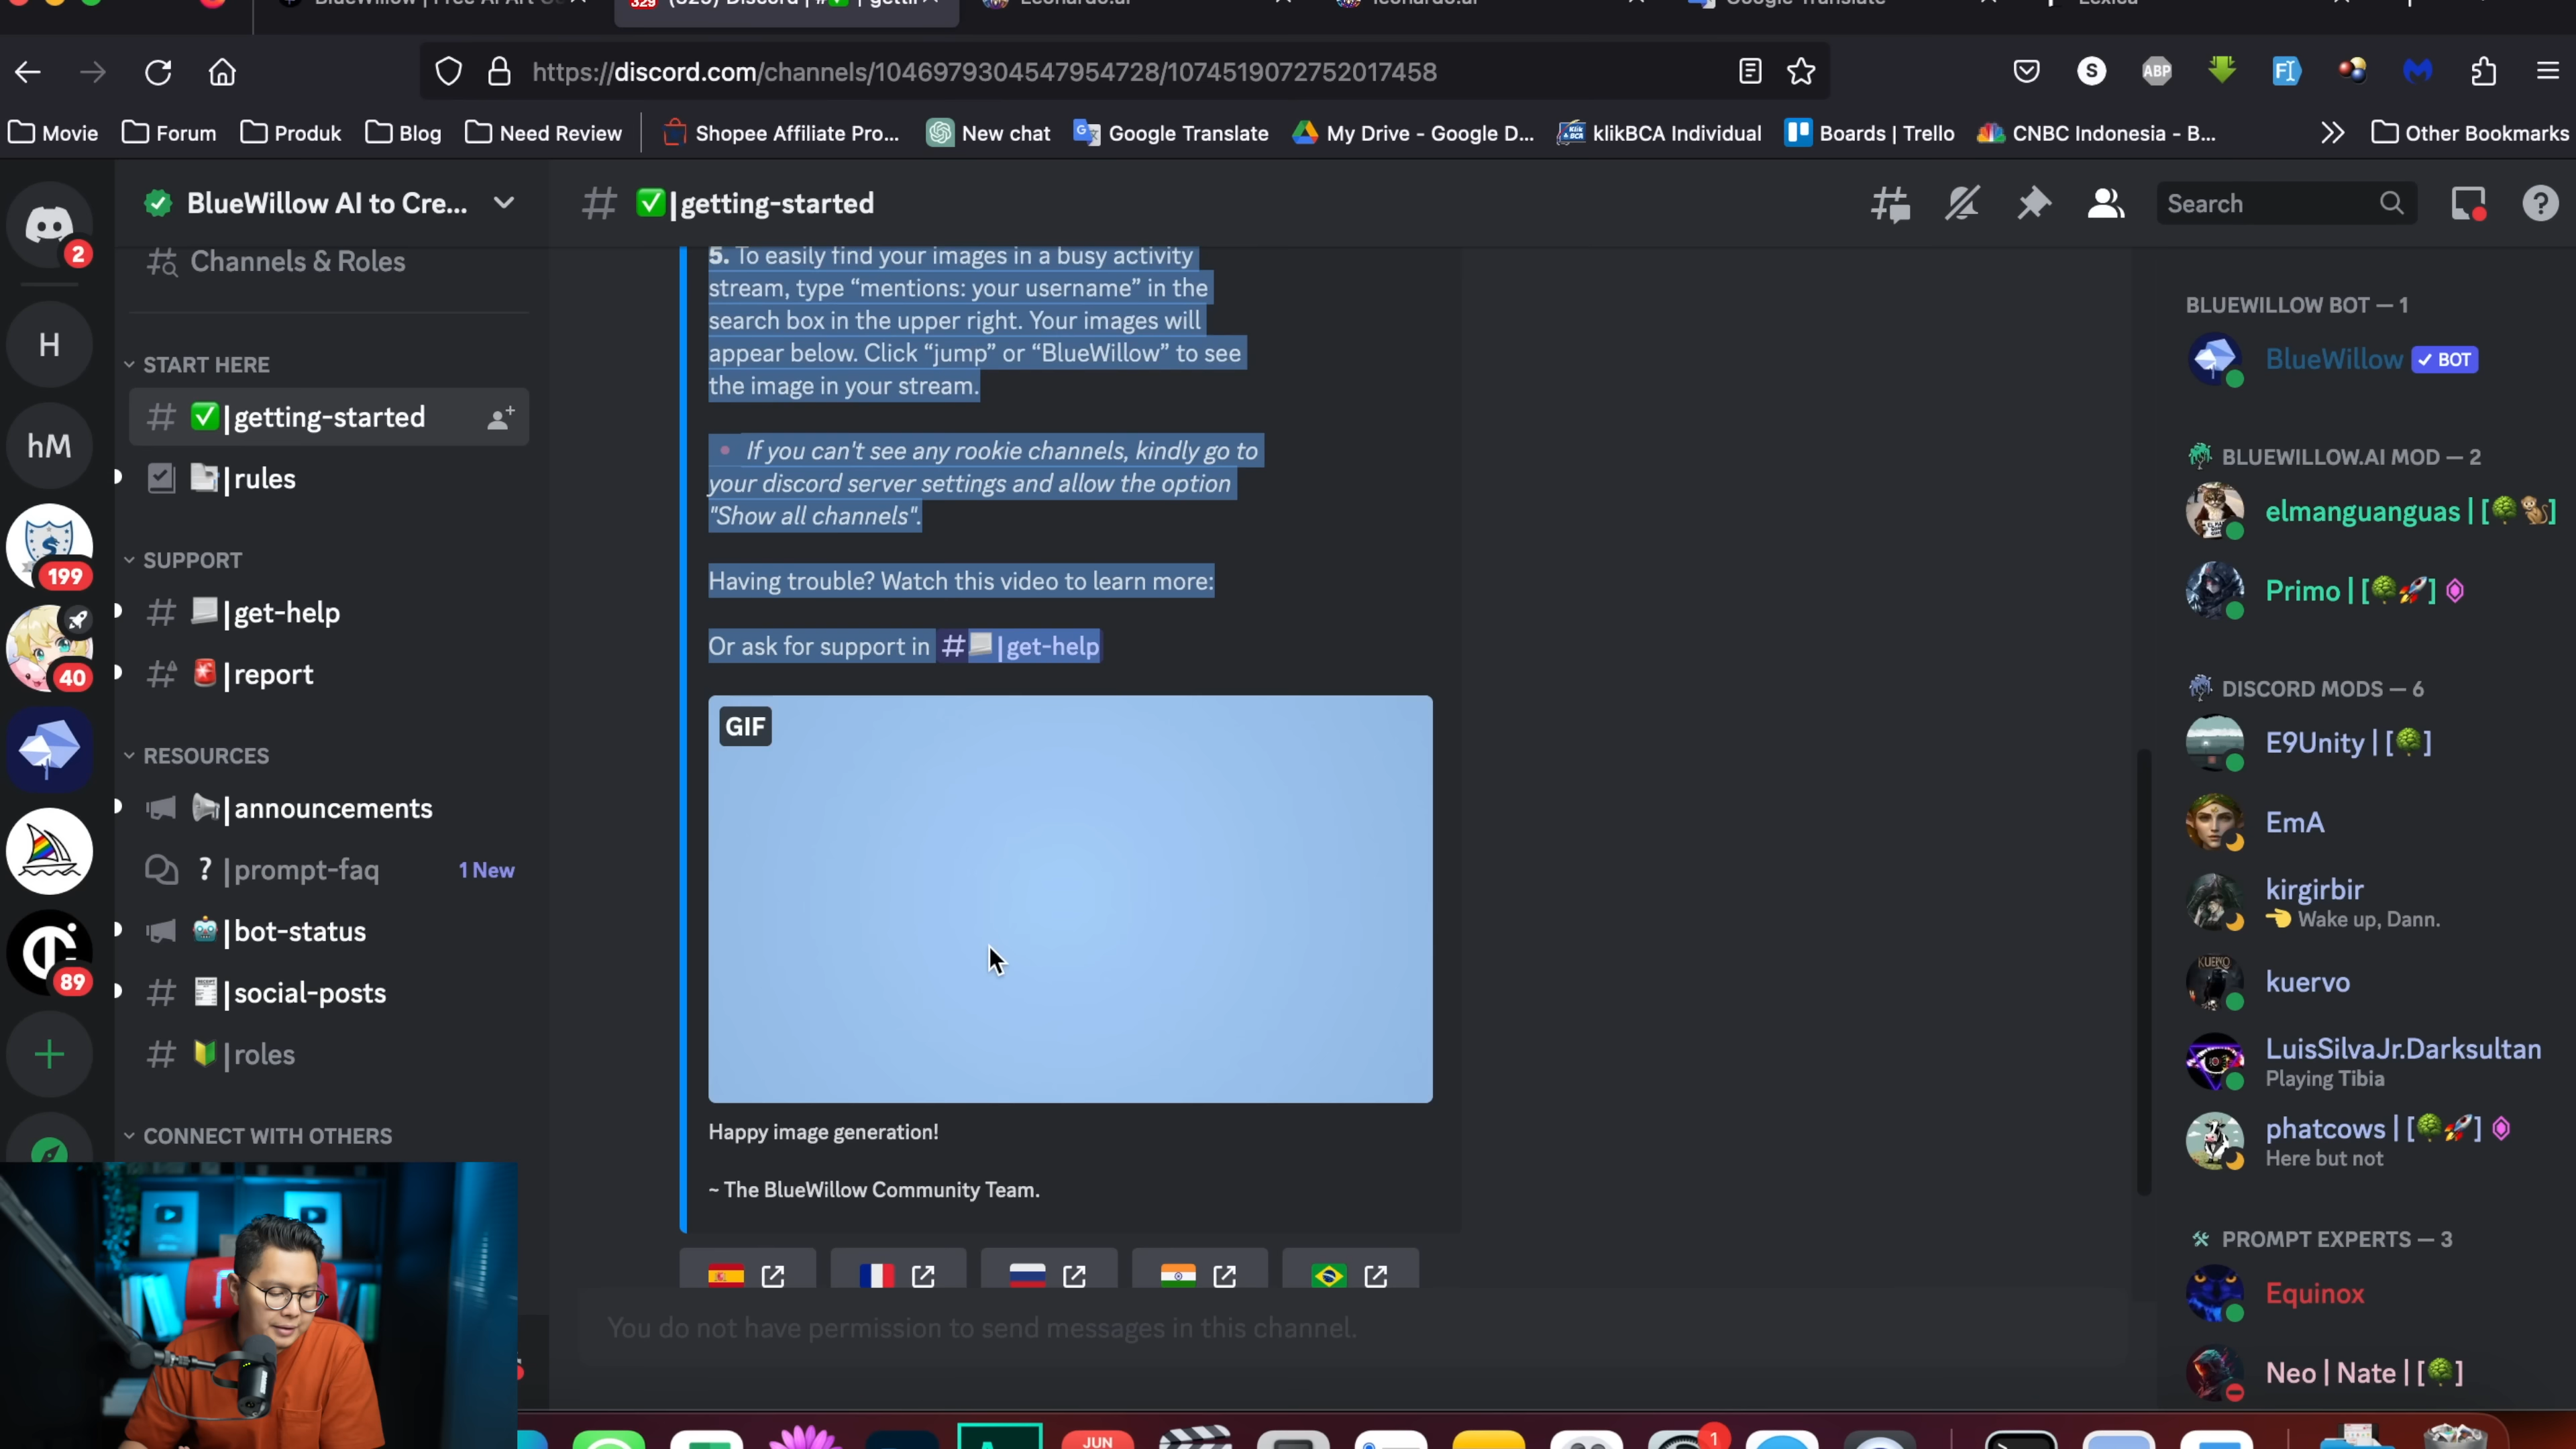 329
https://discord.com/channels/1046979304547954728/1074519072752017458
S
ABP
Movie
Forum
Produk
Blog
Need Review
Shopee Affiliate Pro...
New chat
Google Translate
My Drive - Google D...
klikBCA Individual
Boards | Trello
CNBC Indonesia - B...
Other Bookmarks
2
H
hM
199
40
89
BlueWillow AI to Cre...
Channels & Roles
START HERE
|getting-started
|rules
SUPPORT
|get-help
|report
RESOURCES
|announcements
? |prompt-faq
1 New
|bot-status
|social-posts
|roles
CONNECT WITH OTHERS
# ✅|getting-started
Search
5. To easily find your images in a busy activity
stream, type “mentions: your username” in the
search box in the upper right. Your images will
appear below. Click “jump” or “BlueWillow” to see
the image in your stream.
• If you can't see any rookie channels, kindly go to
your discord server settings and allow the option
"Show all channels".
Having trouble? Watch this video to learn more:
Or ask for support in #|get-help
GIF
Happy image generation!
~ The BlueWillow Community Team.
You do not have permission to send messages in this channel.
BLUEWILLOW BOT — 1
BlueWillow ✓ BOT
BLUEWILLOW.AI MOD — 2
elmanguanguas | [🌳🐒]
Primo | [🌳🚀]
DISCORD MODS — 6
E9Unity | [🌳]
EmA
kirgirbir
👈 Wake up, Dann.
kuervo
LuisSilvaJr.Darksultan
Playing Tibia
phatcows | [🌳🚀]
Here but not
PROMPT EXPERTS — 3
Equinox
Neo | Nate | [🌳]
JUN
1